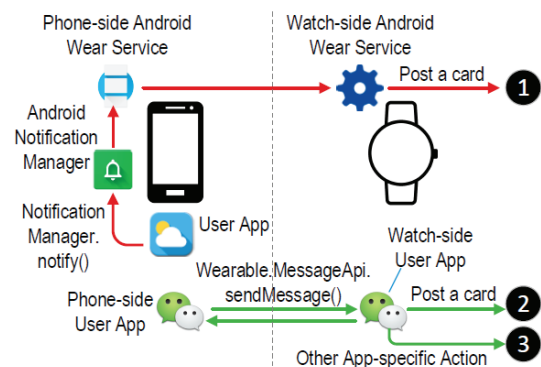 Phone-side Android
Wear Service
Watch-side Android
Wear Service
Post a card
1
Android
Notification
Manager
Notification
Manager.
notify()
User App
Watch-side
User App
Wearable.MessageApi.
sendMessage()
Phone-side
User App
Post a card
2
3
Other App-specific Action